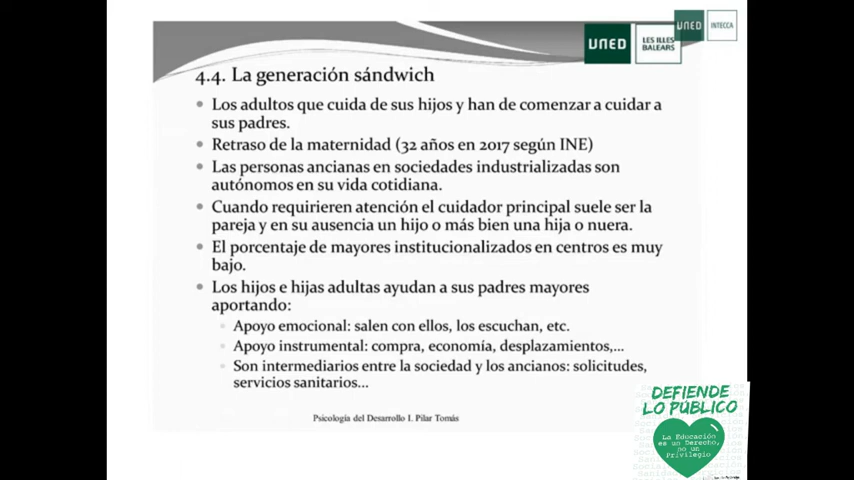 UNED
INTECCA
UNED
LES ILLES
BALEARS
4.4. La generación sándwich
Los adultos que cuida de sus hijos y han de comenzar a cuidar a
sus padres.
Retraso de la maternidad (32 años en 2017 según INE)
Las personas ancianas en sociedades industrializadas son
autónomos en su vida cotidiana.
Cuando requirieren atención el cuidador principal suele ser la
pareja y en su ausencia un hijo o más bien una hija o nuera.
El porcentaje de mayores institucionalizados en centros es muy
bajo.
Los hijos e hijas adultas ayudan a sus padres mayores
aportando:
Apoyo emocional: salen con ellos, los escuchan, etc.
Apoyo instrumental: compra, economía, desplazamientos,...
Son intermediarios entre la sociedad y los ancianos: solicitudes,
servicios sanitarios...
Psicología del Desarrollo I. Pilar Tomás
DEFIENDE
LO PÚBLICO
La Educación
es un Derecho,
no un
Privilegio